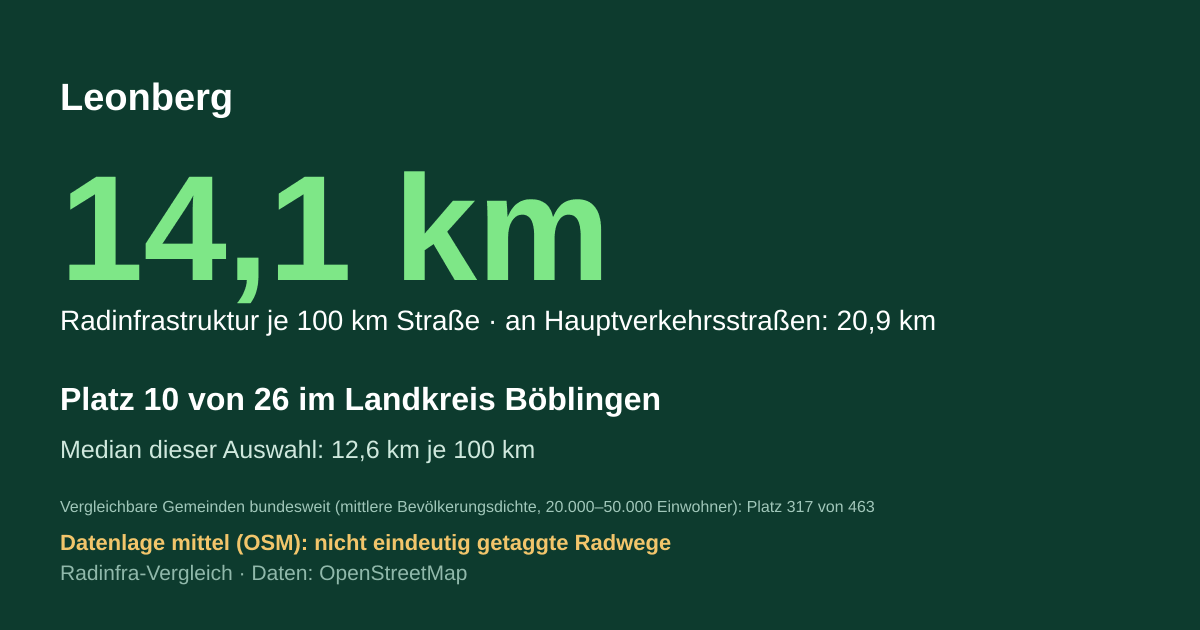 Leonberg
14,1 km
Radinfrastruktur je 100 km Straße · an Hauptverkehrsstraßen: 20,9 km
Platz 10 von 26 im Landkreis Böblingen
Median dieser Auswahl: 12,6 km je 100 km
Vergleichbare Gemeinden bundesweit (mittlere Bevölkerungsdichte, 20.000–50.000 Einwohner): Platz 317 von 463
Datenlage mittel (OSM): nicht eindeutig getaggte Radwege
Radinfra-Vergleich · Daten: OpenStreetMap